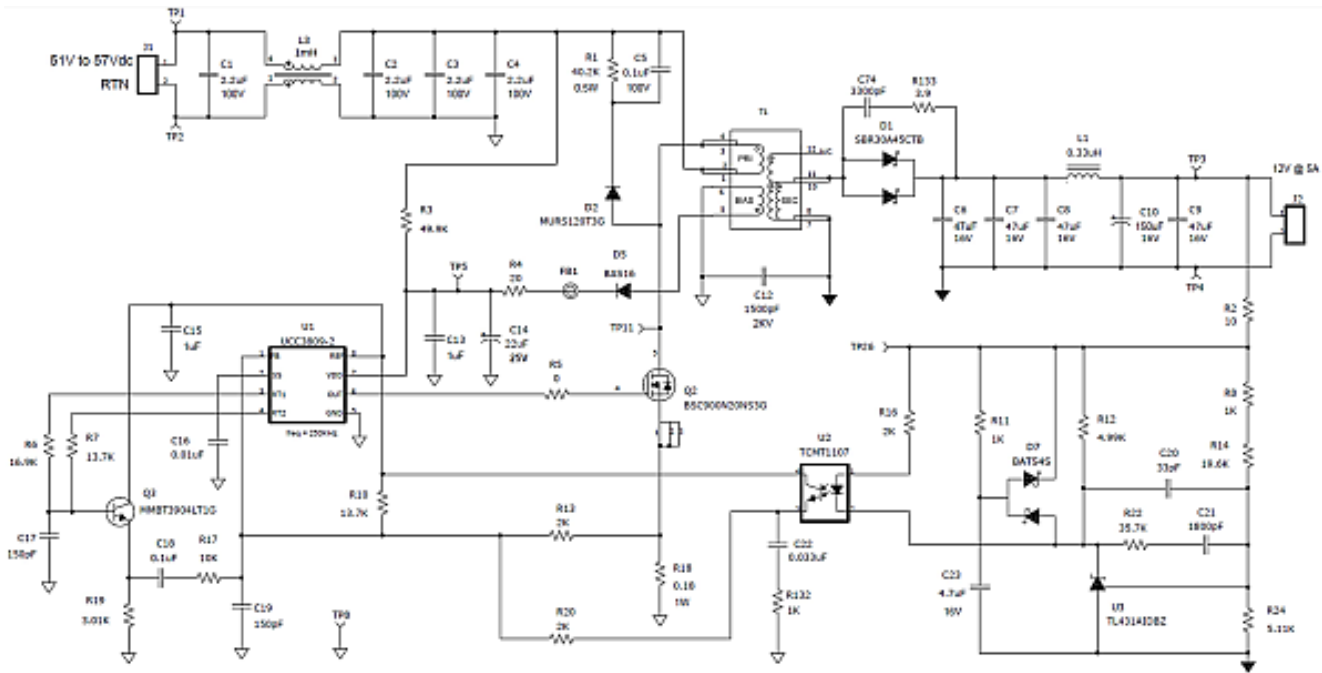 TP1
J1
51V to 57Vdc
RTN
TP2
C1
2.2uF
100V
L3
1mH
C2
2.2uF
100V
C3
2.2uF
100V
C4
2.2uF
100V
R1
40.2K
0.5W
C5
0.1uF
100V
D2
MURS120T3G
R3
49.9K
T1
PRI
BIAS
SEC
C74
3300pF
R133
3.9
D1
SBR30A45CTB
L1
0.33uH
TP3
12V @ 5A
C6
47uF
16V
C7
47uF
16V
C8
47uF
16V
C10
150uF
16V
C9
47uF
16V
TP4
C12
1500pF
2KV
TP5
R4
20
FB1
D3
BAS16
C13
1uF
C14
22uF
35V
TP11
C15
1uF
U1
UCC3809-2
FB
SS
RT1
RT2
REF
VDD
OUT
GND
Freq = 250kHz
R5
0
Q2
BSC900N20NS3G
R2
10
TP26
R6
16.9K
R7
13.7K
C16
0.01uF
Q3
MMBT3904LT1G
C17
150pF
R10
13.7K
C18
0.1uF
R17
10K
R19
3.01K
C19
150pF
TP8
R13
2K
R18
0.18
1W
R20
2K
U2
TCMT1107
C22
0.033uF
R132
1K
R16
2K
R11
1K
D7
BAT54S
R12
4.99K
C20
33pF
R8
1K
R14
19.6K
R22
35.7K
C21
1800pF
C23
4.7uF
16V
U3
TL431AIDBZ
R24
5.11K